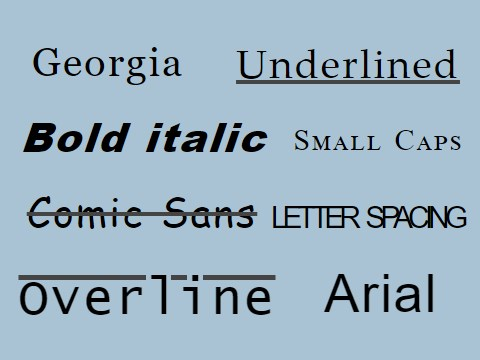 Georgia Underlined
Bold italic Small Caps
Comic Sans LETTER SPACING
Overline Arial